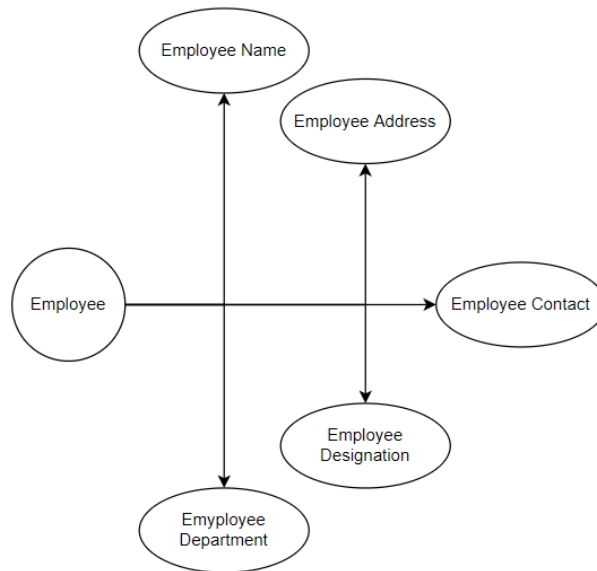 Employee Name
Employee Address
Employee
Employee Contact
Employee
Designation
Emyployee
Department